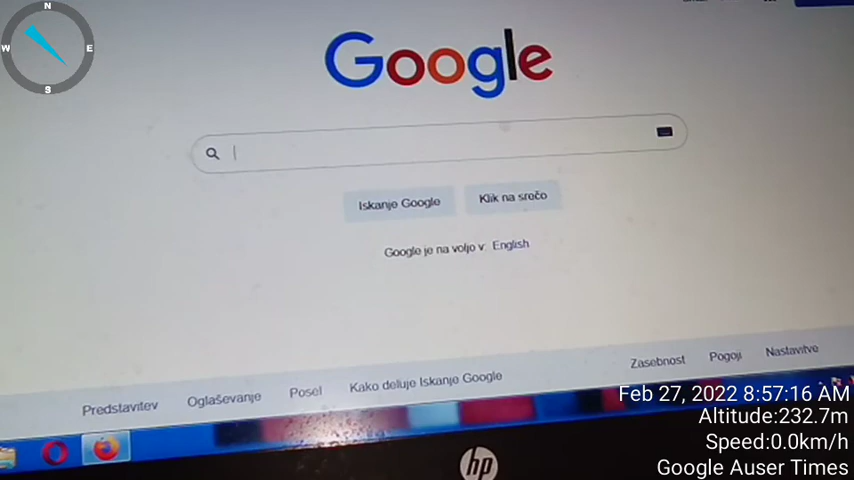 N
W E
S
Google
Iskanje Google Klik na srečo
Google je na voljo v: English
Predstavitev Oglaševanje Posel Kako deluje Iskanje Google Zasebnost Pogoji Nastavitve
Feb 27, 2022 8:57:16 AM
Altitude:232.7m
Speed:0.0km/h
hp
Google Auser Times